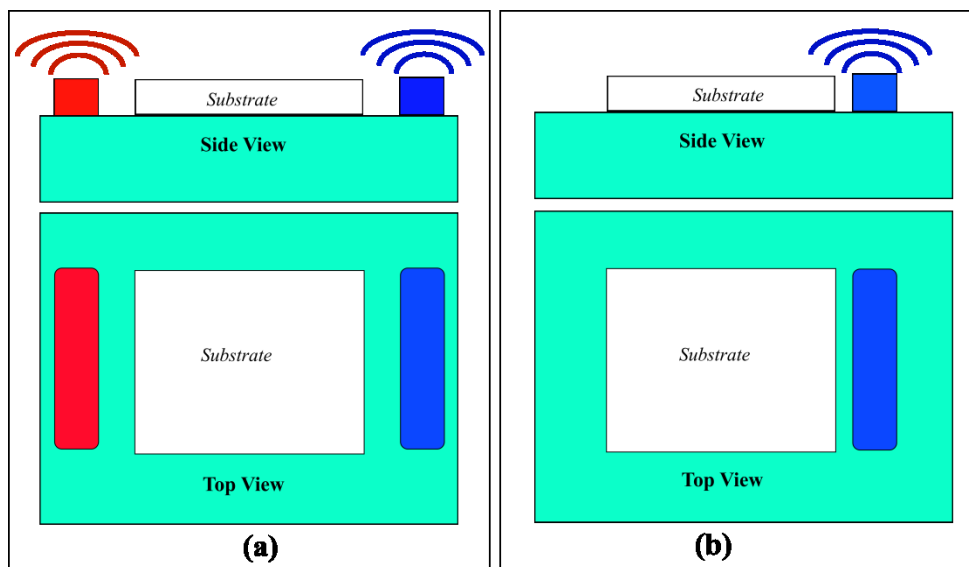 Substrate
Side View
Substrate
Top View
(a)
Substrate
Side View
Substrate
Top View
(b)